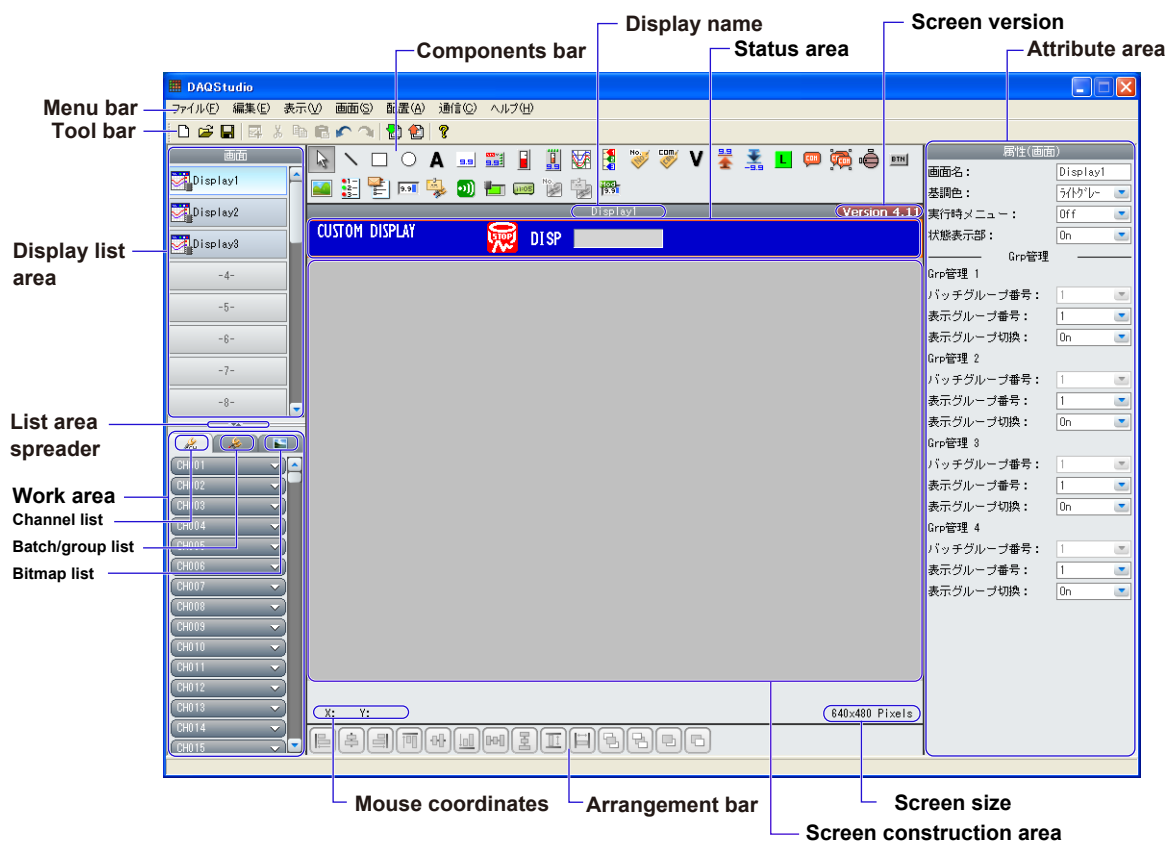 Display name
Screen version
Components bar
Status area
Attribute area
Menu bar
Tool bar
Display list
area
List area
spreader
Work area
Channel list
Batch/group list
Bitmap list
DAQStudio
ファイル(F) 編集(E) 表示(V) 画面(S) 配置(A) 通信(C) ヘルプ(H)
画面
Display1
Display2
Display3
-4-
-5-
-6-
-7-
-8-
CH001
CH002
CH003
CH004
CH005
CH006
CH007
CH008
CH009
CH010
CH011
CH012
CH013
CH014
CH015
Display1
Version 4.11
CUSTOM DISPLAY
STOP
DISP
X: Y:
640x480 Pixels
属性(画面)
画面名： Display1
基調色： ライトグレー
実行時メニュー： Off
状態表示部： On
Grp管理
Grp管理 1
バッチグループ番号： 1
表示グループ番号： 1
表示グループ切換： On
Grp管理 2
バッチグループ番号： 1
表示グループ番号： 1
表示グループ切換： On
Grp管理 3
バッチグループ番号： 1
表示グループ番号： 1
表示グループ切換： On
Grp管理 4
バッチグループ番号： 1
表示グループ番号： 1
表示グループ切換： On
Mouse coordinates
Arrangement bar
Screen size
Screen construction area